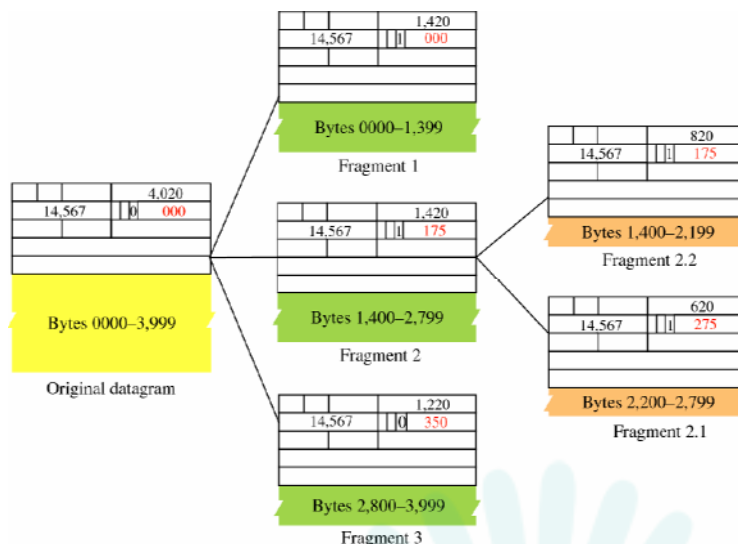 1,420
14,567 1 000
Bytes 0000–1,399
Fragment 1
4.020
14,567 0 000
Bytes 0000–3,999
Original datagram
1,420
14,567 1 175
Bytes 1,400–2,799
Fragment 2
1,220
14,567 0 350
Bytes 2,800–3,999
Fragment 3
820
14,567 1 175
Bytes 1,400–2,199
Fragment 2.2
620
14,567 1 275
Bytes 2,200–2,799
Fragment 2.1